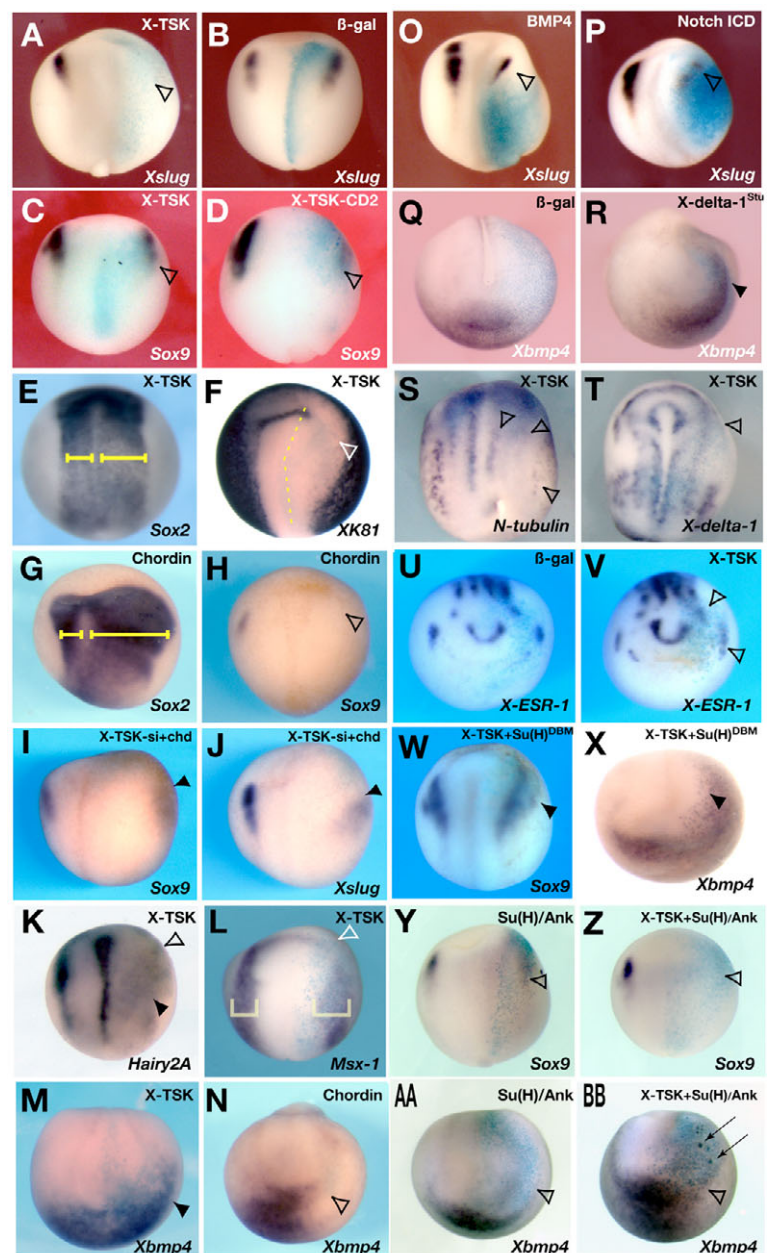 A X-TSK Xslug
B ß-gal
O BMP4 Xslug
P Notch ICD Xslug
C X-TSK Sox9
D X-TSK-CD2 Sox9
Q ß-gal Xbmp4
R X-delta-1Stu Xbmp4
E X-TSK Sox2
F X-TSK XK81
S X-TSK N-tubulin
T X-TSK X-delta-1
G Chordin Sox2
H Chordin Sox9
U ß-gal X-ESR-1
V X-TSK X-ESR-1
I X-TSK-si+chd Sox9
J X-TSK-si+chd Xslug
W X-TSK+Su(H)DBM Sox9
X X-TSK+Su(H)DBM Xbmp4
K X-TSK Hairy2A
L X-TSK Msx-1
Y Su(H)/Ank Sox9
Z X-TSK+Su(H)/Ank Sox9
M X-TSK Xbmp4
N Chordin Xbmp4
AA Su(H)/Ank Xbmp4
BB X-TSK+Su(H)/Ank Xbmp4